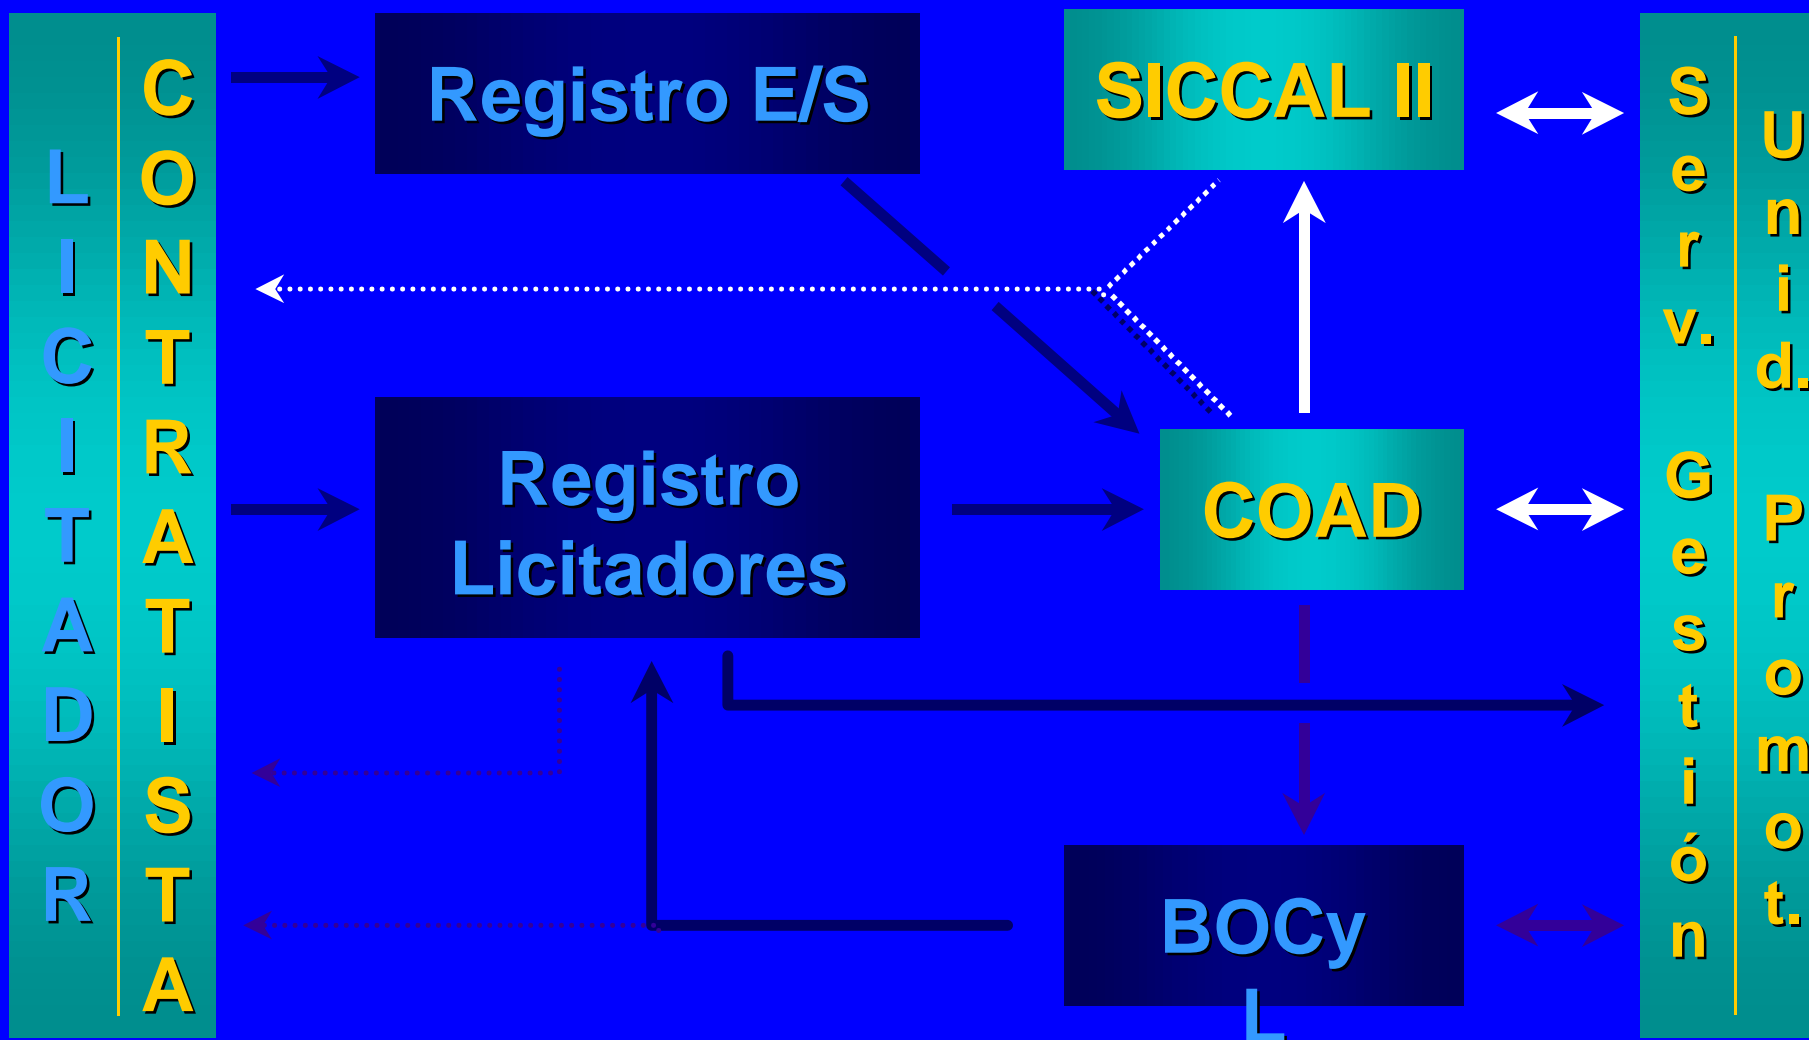 LICITADOR
CONTRATISTA
Registro E/S
SICCAL II
Registro
Licitadores
COAD
BOCy
L
Serv. Gestión
Unid. Promot.